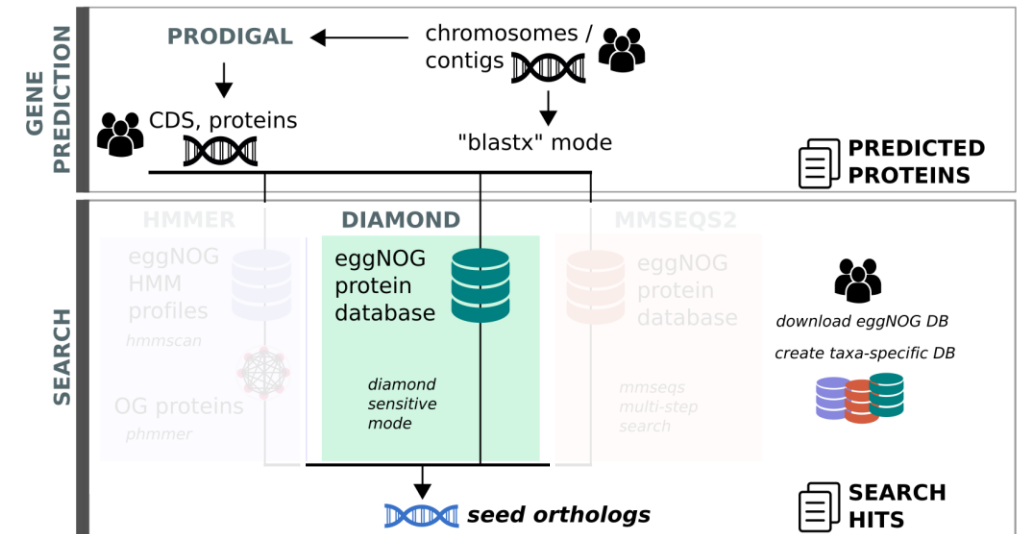 GENE
PREDICTION
PRODIGAL
chromosomes /
contigs
CDS, proteins
"blastx" mode
PREDICTED
PROTEINS
SEARCH
HMMER
eggNOG
HMM
profiles
hmmscan
OG proteins
phmmer
DIAMOND
eggNOG
protein
database
diamond
sensitive
mode
MMSEQS2
eggNOG
protein
database
mmseqs
multi-step
search
download eggNOG DB
create taxa-specific DB
seed orthologs
SEARCH
HITS